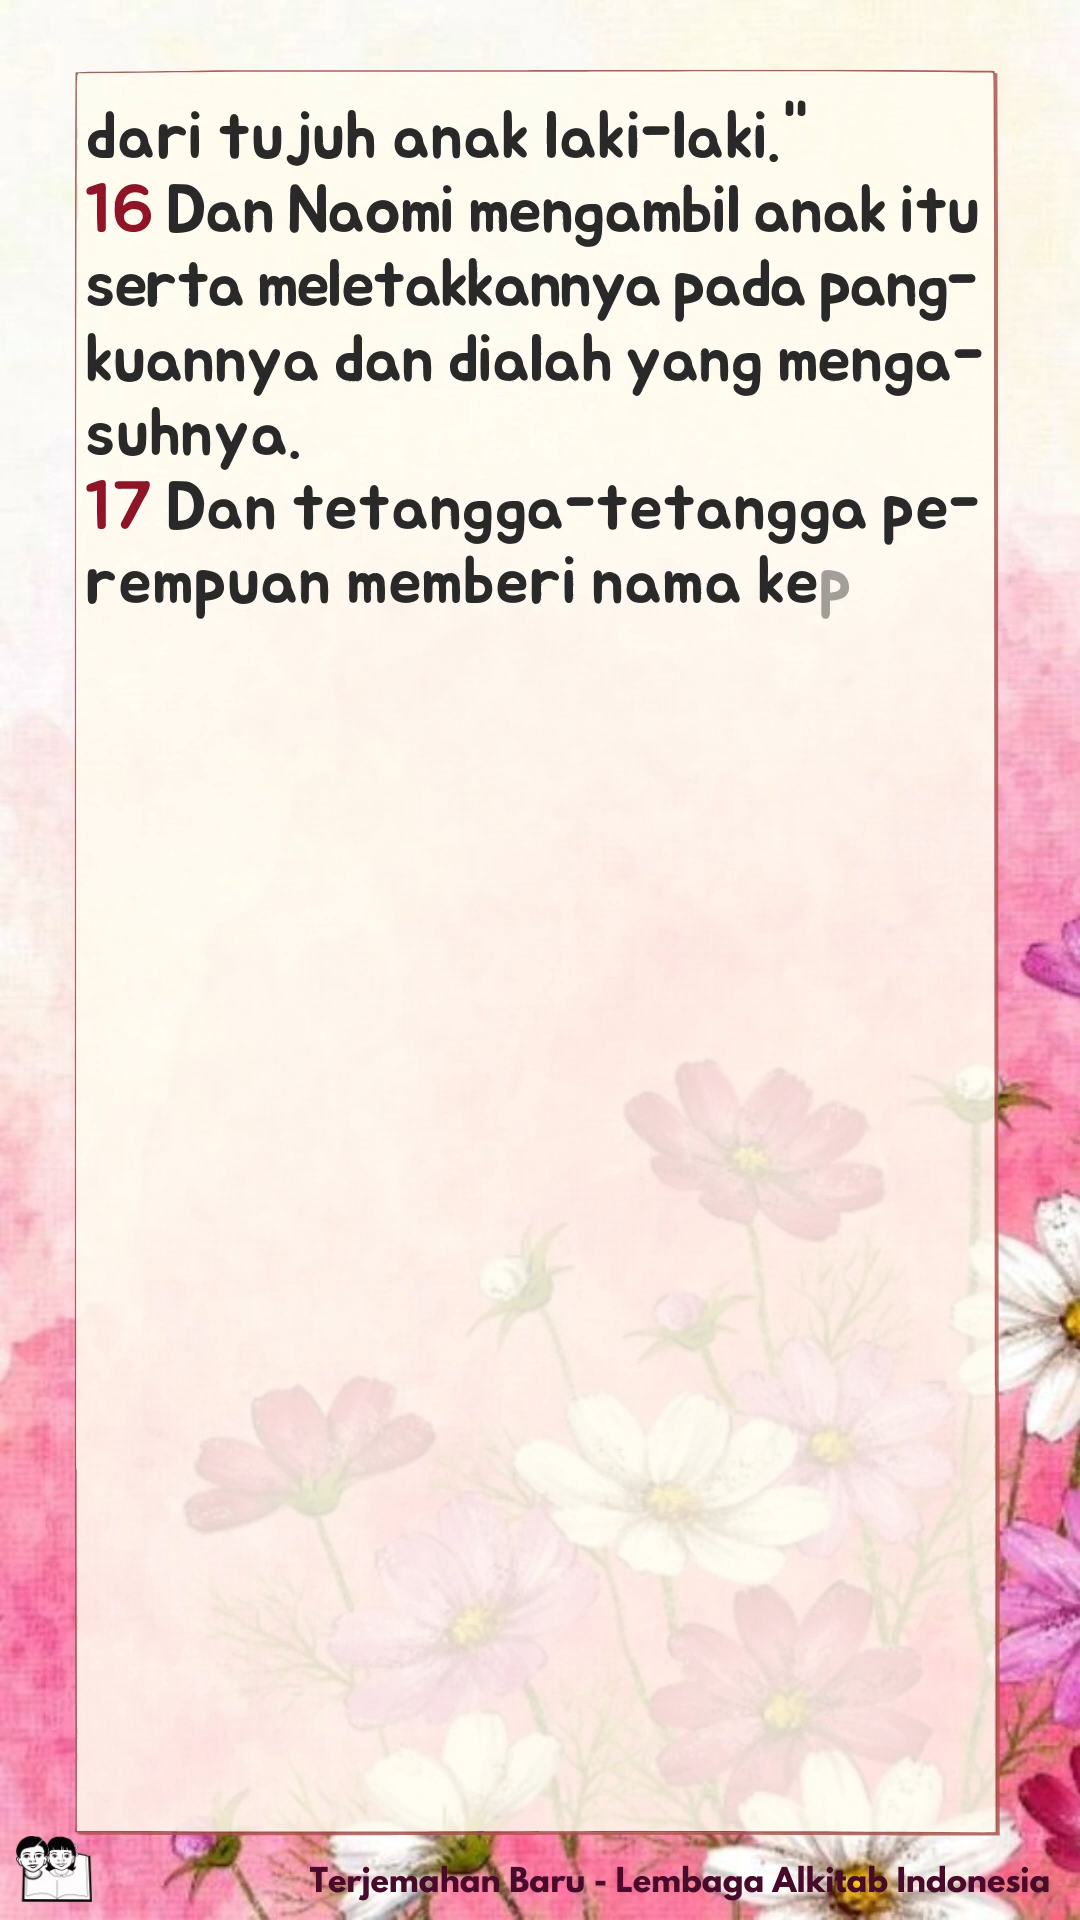 dari tujuh anak laki-laki."
16 Dan Naomi mengambil anak itu
serta meletakkannya pada pang-
kuannya dan dialah yang menga-
suhnya.
17 Dan tetangga-tetangga pe-
rempuan memberi nama kep
Terjemahan Baru - Lembaga Alkitab Indonesia